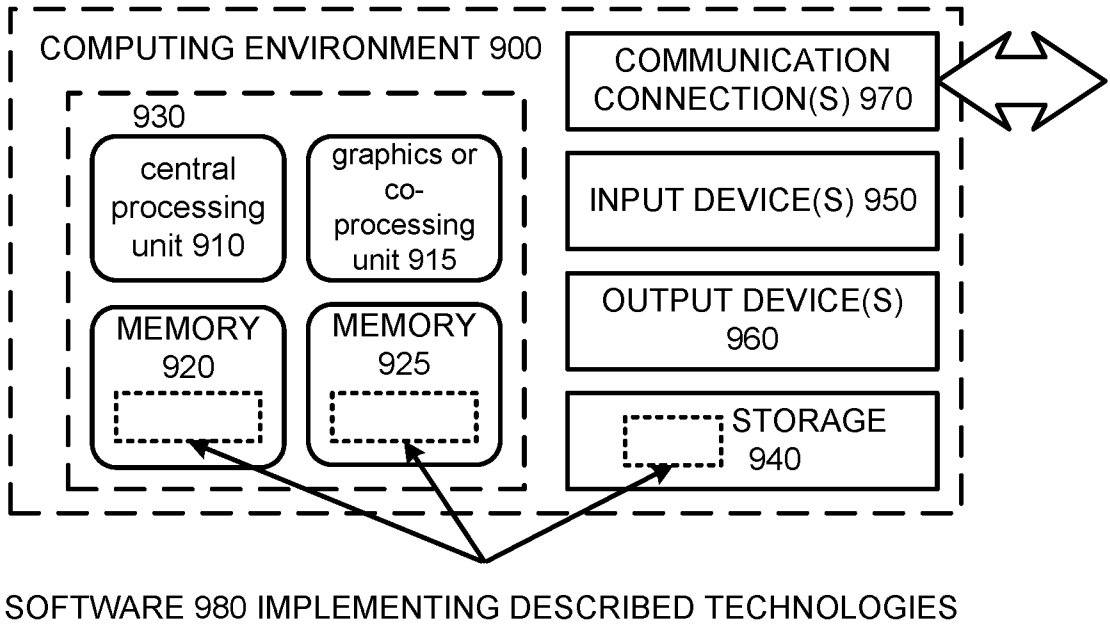 COMPUTING ENVIRONMENT 900
COMMUNICATION
CONNECTION(S) 970
930
central
processing
unit 910
graphics or
co-
processing
unit 915
INPUT DEVICE(S) 950
OUTPUT DEVICE(S)
960
MEMORY
920
MEMORY
925
STORAGE
940
SOFTWARE 980 IMPLEMENTING DESCRIBED TECHNOLOGIES